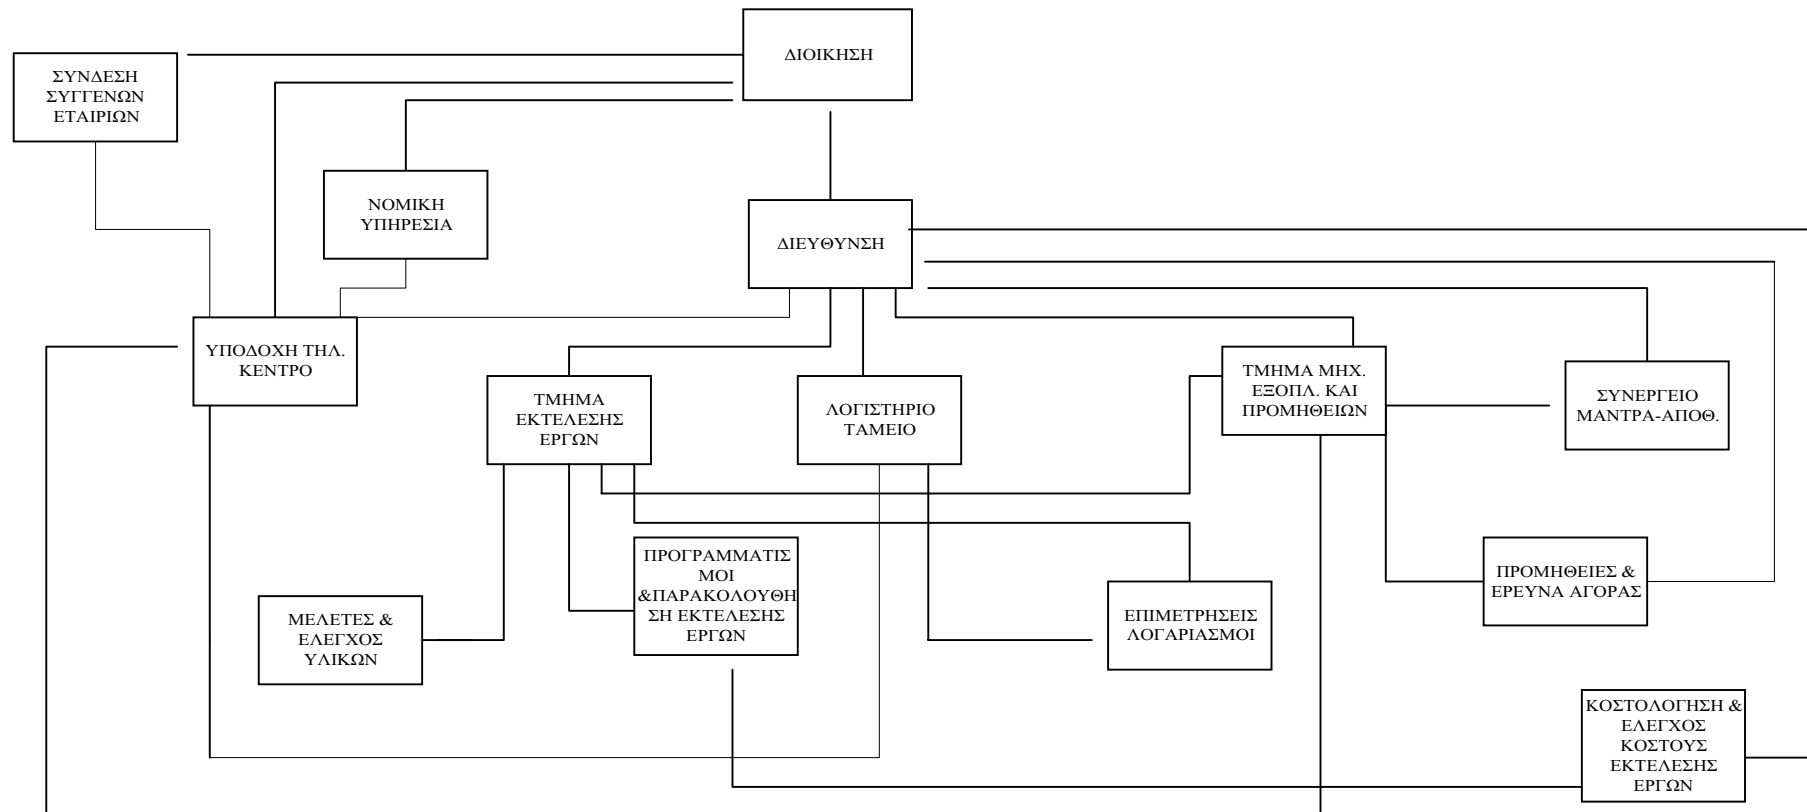 ΔΙΟΙΚΗΣΗ
ΣΥΝΔΕΣΗ
ΣΥΓΓΕΝΩΝ
ΕΤΑΙΡΙΩΝ
ΝΟΜΙΚΗ
ΥΠΗΡΕΣΙΑ
ΔΙΕΥΘΥΝΣΗ
ΥΠΟΔΟΧΗ ΤΗΛ.
ΚΕΝΤΡΟ
ΤΜΗΜΑ
ΕΚΤΕΛΕΣΗΣ
ΕΡΓΩΝ
ΛΟΓΙΣΤΗΡΙΟ
ΤΑΜΕΙΟ
ΤΜΗΜΑ ΜΗΧ.
ΕΞΟΠΛ. ΚΑΙ
ΠΡΟΜΗΘΕΙΩΝ
ΣΥΝΕΡΓΕΙΟ
ΜΑΝΤΡΑ-ΑΠΟΘ.
ΜΕΛΕΤΕΣ &
ΕΛΕΓΧΟΣ
ΥΛΙΚΩΝ
ΠΡΟΓΡΑΜΜΑΤΙΣ
ΜΟΙ
&ΠΑΡΑΚΟΛΟΥΘΗ
ΣΗ ΕΚΤΕΛΕΣΗΣ
ΕΡΓΩΝ
ΕΠΙΜΕΤΡΗΣΕΙΣ
ΛΟΓΑΡΙΑΣΜΟΙ
ΠΡΟΜΗΘΕΙΕΣ &
ΕΡΕΥΝΑ ΑΓΟΡΑΣ
ΚΟΣΤΟΛΟΓΗΣΗ &
ΕΛΕΓΧΟΣ
ΚΟΣΤΟΥΣ
ΕΚΤΕΛΕΣΗΣ
ΕΡΓΩΝ